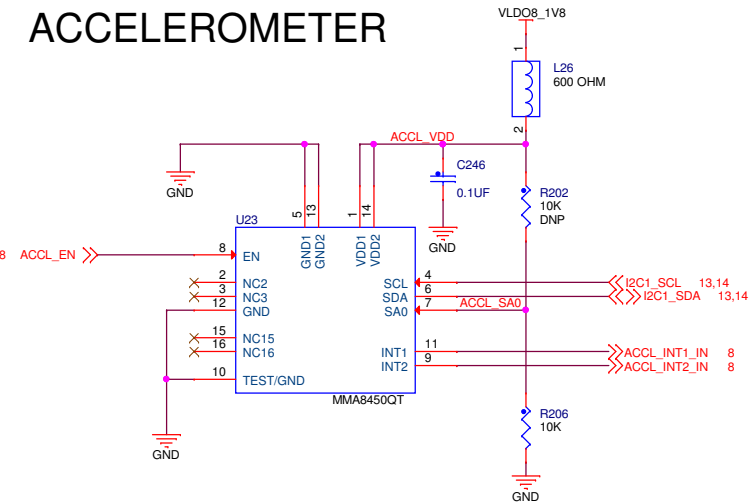 ACCELEROMETER
VLDO8_1V8
1
L26
600 OHM
2
ACCL_VDD
C246
0.1UF
GND
R202
10K
DNP
GND
U23
5
13
1
14
GND1
GND2
VDD1
VDD2
8 ACCL_EN
8
EN
2
NC2
3
NC3
12
GND
15
NC15
16
NC16
10
TEST/GND
SCL
4
I2C1_SCL 13,14
SDA
6
I2C1_SDA 13,14
SA0
7
ACCL_SA0
INT1
11
ACCL_INT1_IN 8
INT2
9
ACCL_INT2_IN 8
MMA8450QT
R206
10K
GND
GND